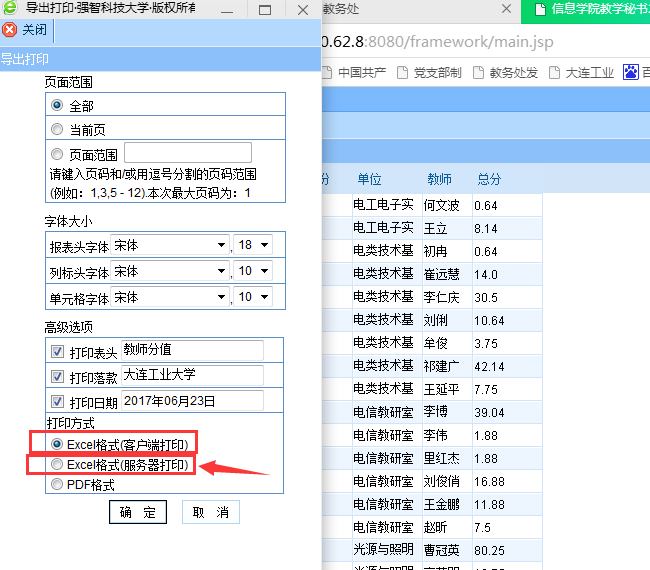 导出打印·强智科技大学·版权所有
关闭
导出打印
页面范围
全部
当前页
页面范围
请键入页码和/或用逗号分割的页码范围
(例如：1,3,5 - 12).本次最大页码为：1
字体大小
报表头字体 宋体 , 18
列标头字体 宋体 , 10
单元格字体 宋体 , 10
高级选项
打印表头 教师分值
打印落款 大连工业大学
打印日期 2017年06月23日
打印方式
Excel格式(客户端打印)
Excel格式(服务器打印)
PDF格式
确 定 取 消
教务处 信息学院教学秘书
0.62.8:8080/framework/main.jsp
中国共产 党支部制 教务处发 大连工业 百
份 单位 教师 总分
电工电子实 何文波 0.64
电工电子实 王立 8.14
电类技术基 初冉 0.64
电类技术基 崔远慧 14.0
电类技术基 李仁庆 30.5
电类技术基 刘俐 10.64
电类技术基 牟俊 3.75
电类技术基 祁建广 42.14
电类技术基 王延平 7.75
电信教研室 李博 39.04
电信教研室 李伟 1.88
电信教研室 里红杰 1.88
电信教研室 刘俊俏 16.88
电信教研室 王金鹏 11.88
电信教研室 赵昕 7.5
光源与照明 曹冠英 80.25